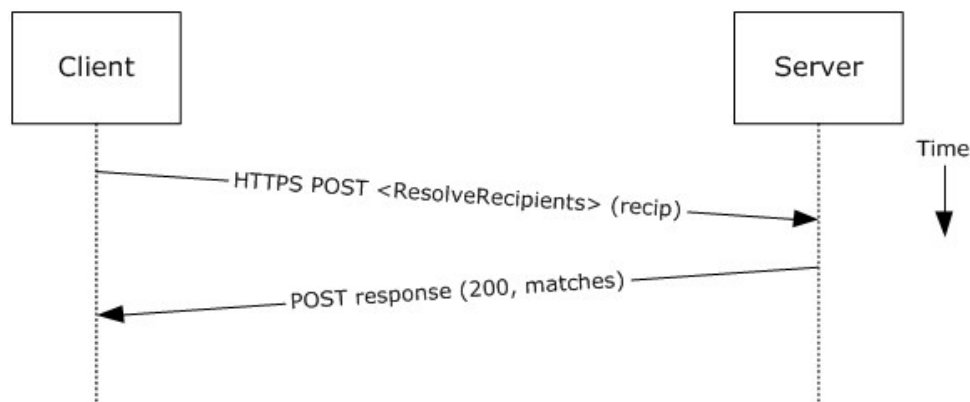 Client
Server
Time
HTTPS POST <ResolveRecipients> (recip)
POST response (200, matches)